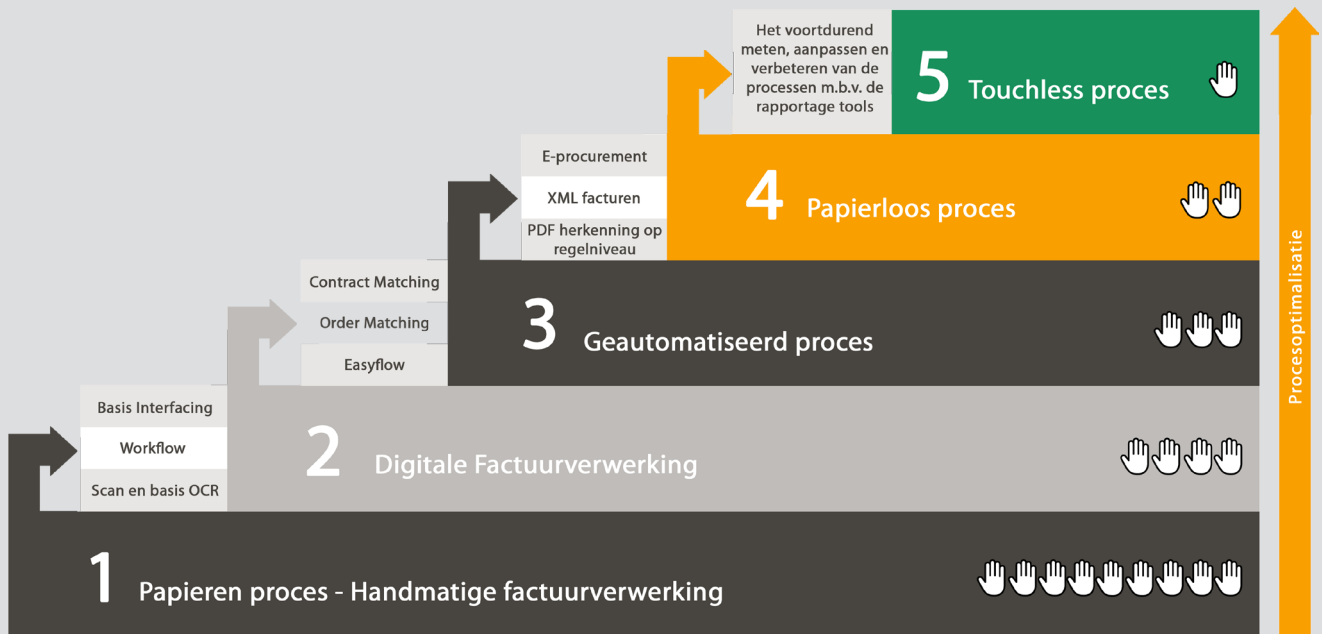 Het voortdurend
meten, aanpassen en
verbeteren van de
processen m.b.v. de
rapportage tools
5 Touchless proces
E-procurement
XML facturen
PDF herkenning op
regelniveau
4 Papierloos proces
Contract Matching
Order Matching
Easyflow
3 Geautomatiseerd proces
Basis Interfacing
Workflow
Scan en basis OCR
2 Digitale Factuurverwerking
1 Papieren proces - Handmatige factuurverwerking
Procesoptimalisatie